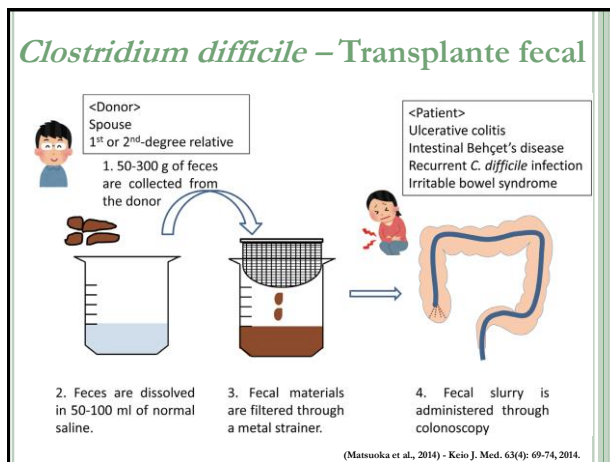 Clostridium difficile – Transplante fecal
<Donor>
Spouse
1st or 2nd-degree relative
1. 50-300 g of feces
are collected from
the donor
<Patient>
Ulcerative colitis
Intestinal Behçet's disease
Recurrent C. difficile infection
Irritable bowel syndrome
2. Feces are dissolved
in 50-100 ml of normal
saline.
3. Fecal materials
are filtered through
a metal strainer.
4. Fecal slurry is
administered through
colonoscopy
(Matsuoka et al., 2014) - Keio J. Med. 63(4): 69-74, 2014.